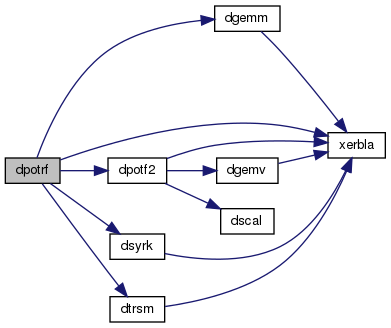 dgemm
xerbla
dpotrf
dpotf2
dgemv
dscal
dsyrk
dtrsm